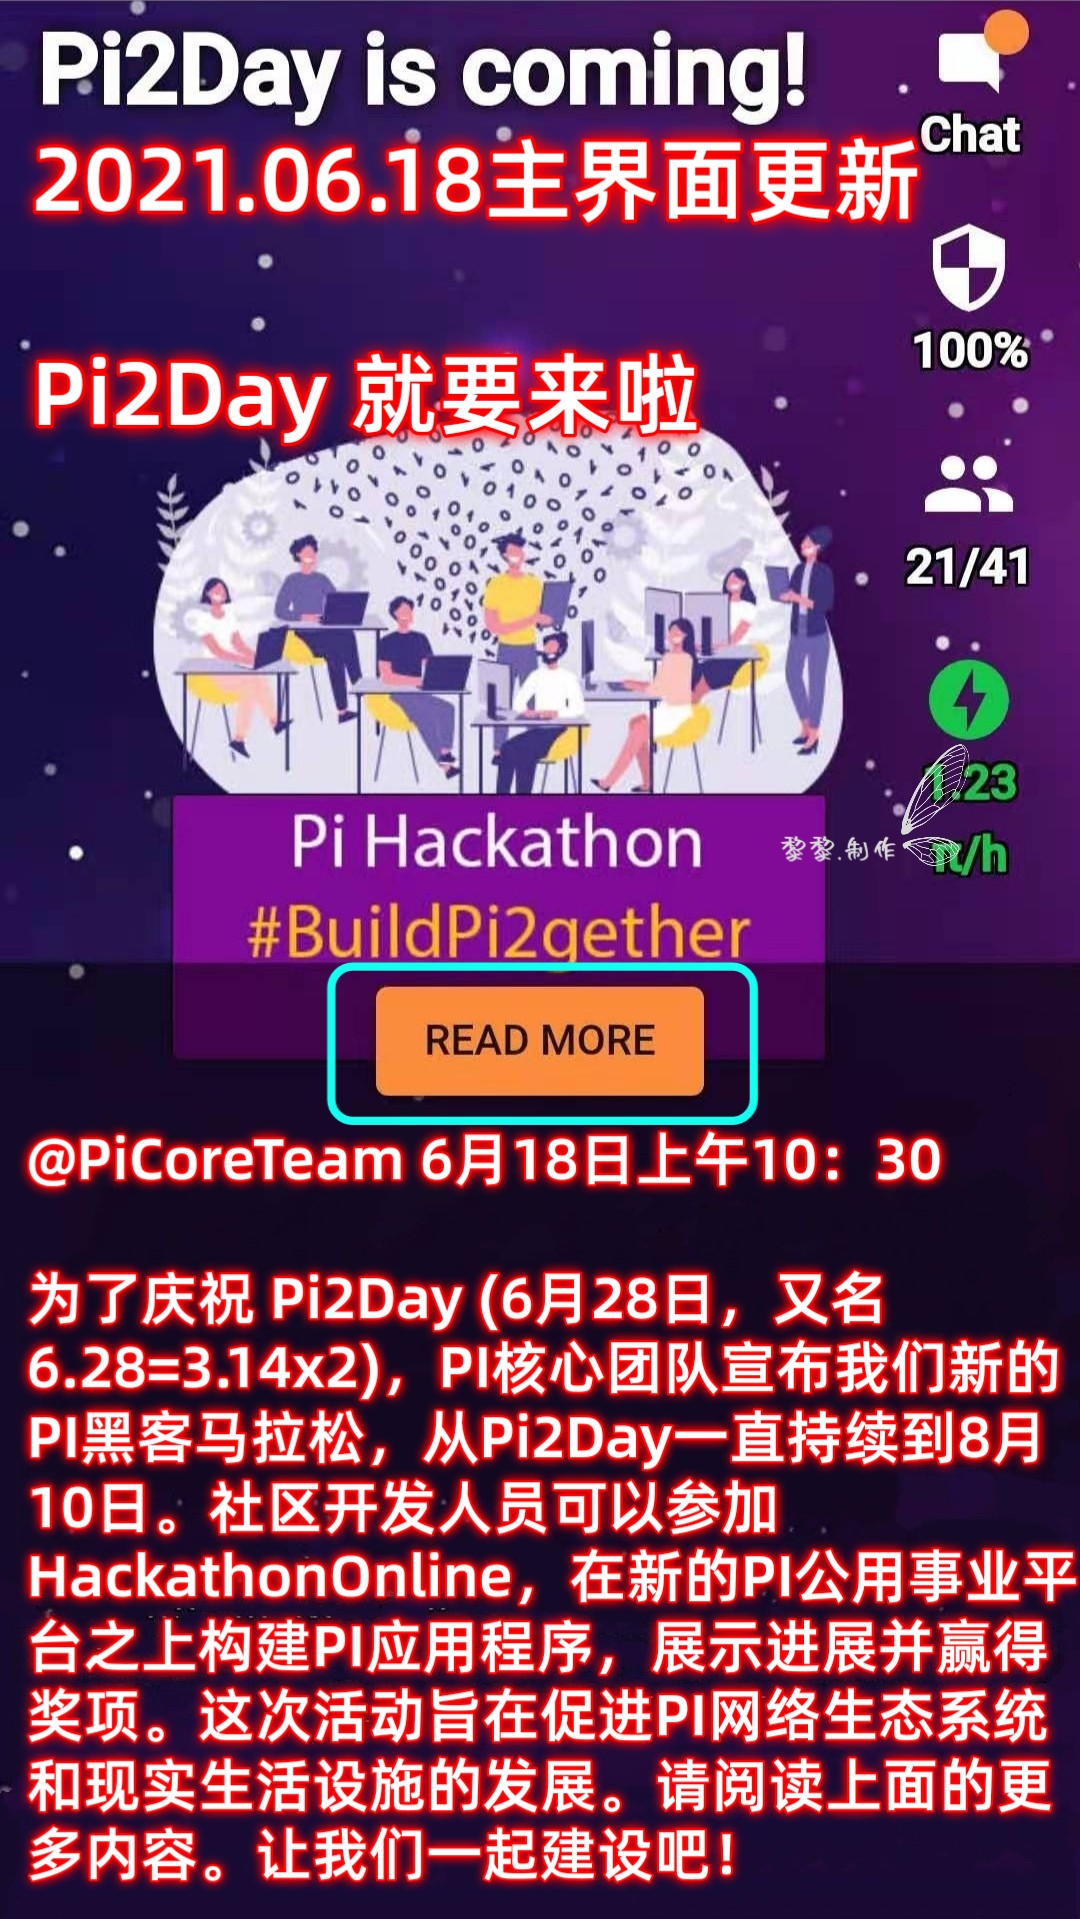 Pi2Day is coming!
Chat
2021.06.18主界面更新
100%
Pi2Day 就要来啦
21/41
1.23
π/h
黎黎.制作
Pi Hackathon
#BuildPi2gether
READ MORE
@PiCoreTeam 6月18日上午10：30
为了庆祝 Pi2Day (6月28日，又名
6.28=3.14x2)，PI核心团队宣布我们新的
PI黑客马拉松，从Pi2Day一直持续到8月
10日。社区开发人员可以参加
HackathonOnline，在新的PI公用事业平
台之上构建PI应用程序，展示进展并赢得
奖项。这次活动旨在促进PI网络生态系统
和现实生活设施的发展。请阅读上面的更
多内容。让我们一起建设吧！